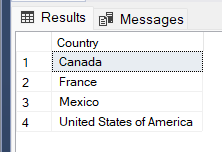 Results Messages
Country
1 Canada
2 France
3 Mexico
4 United States of America